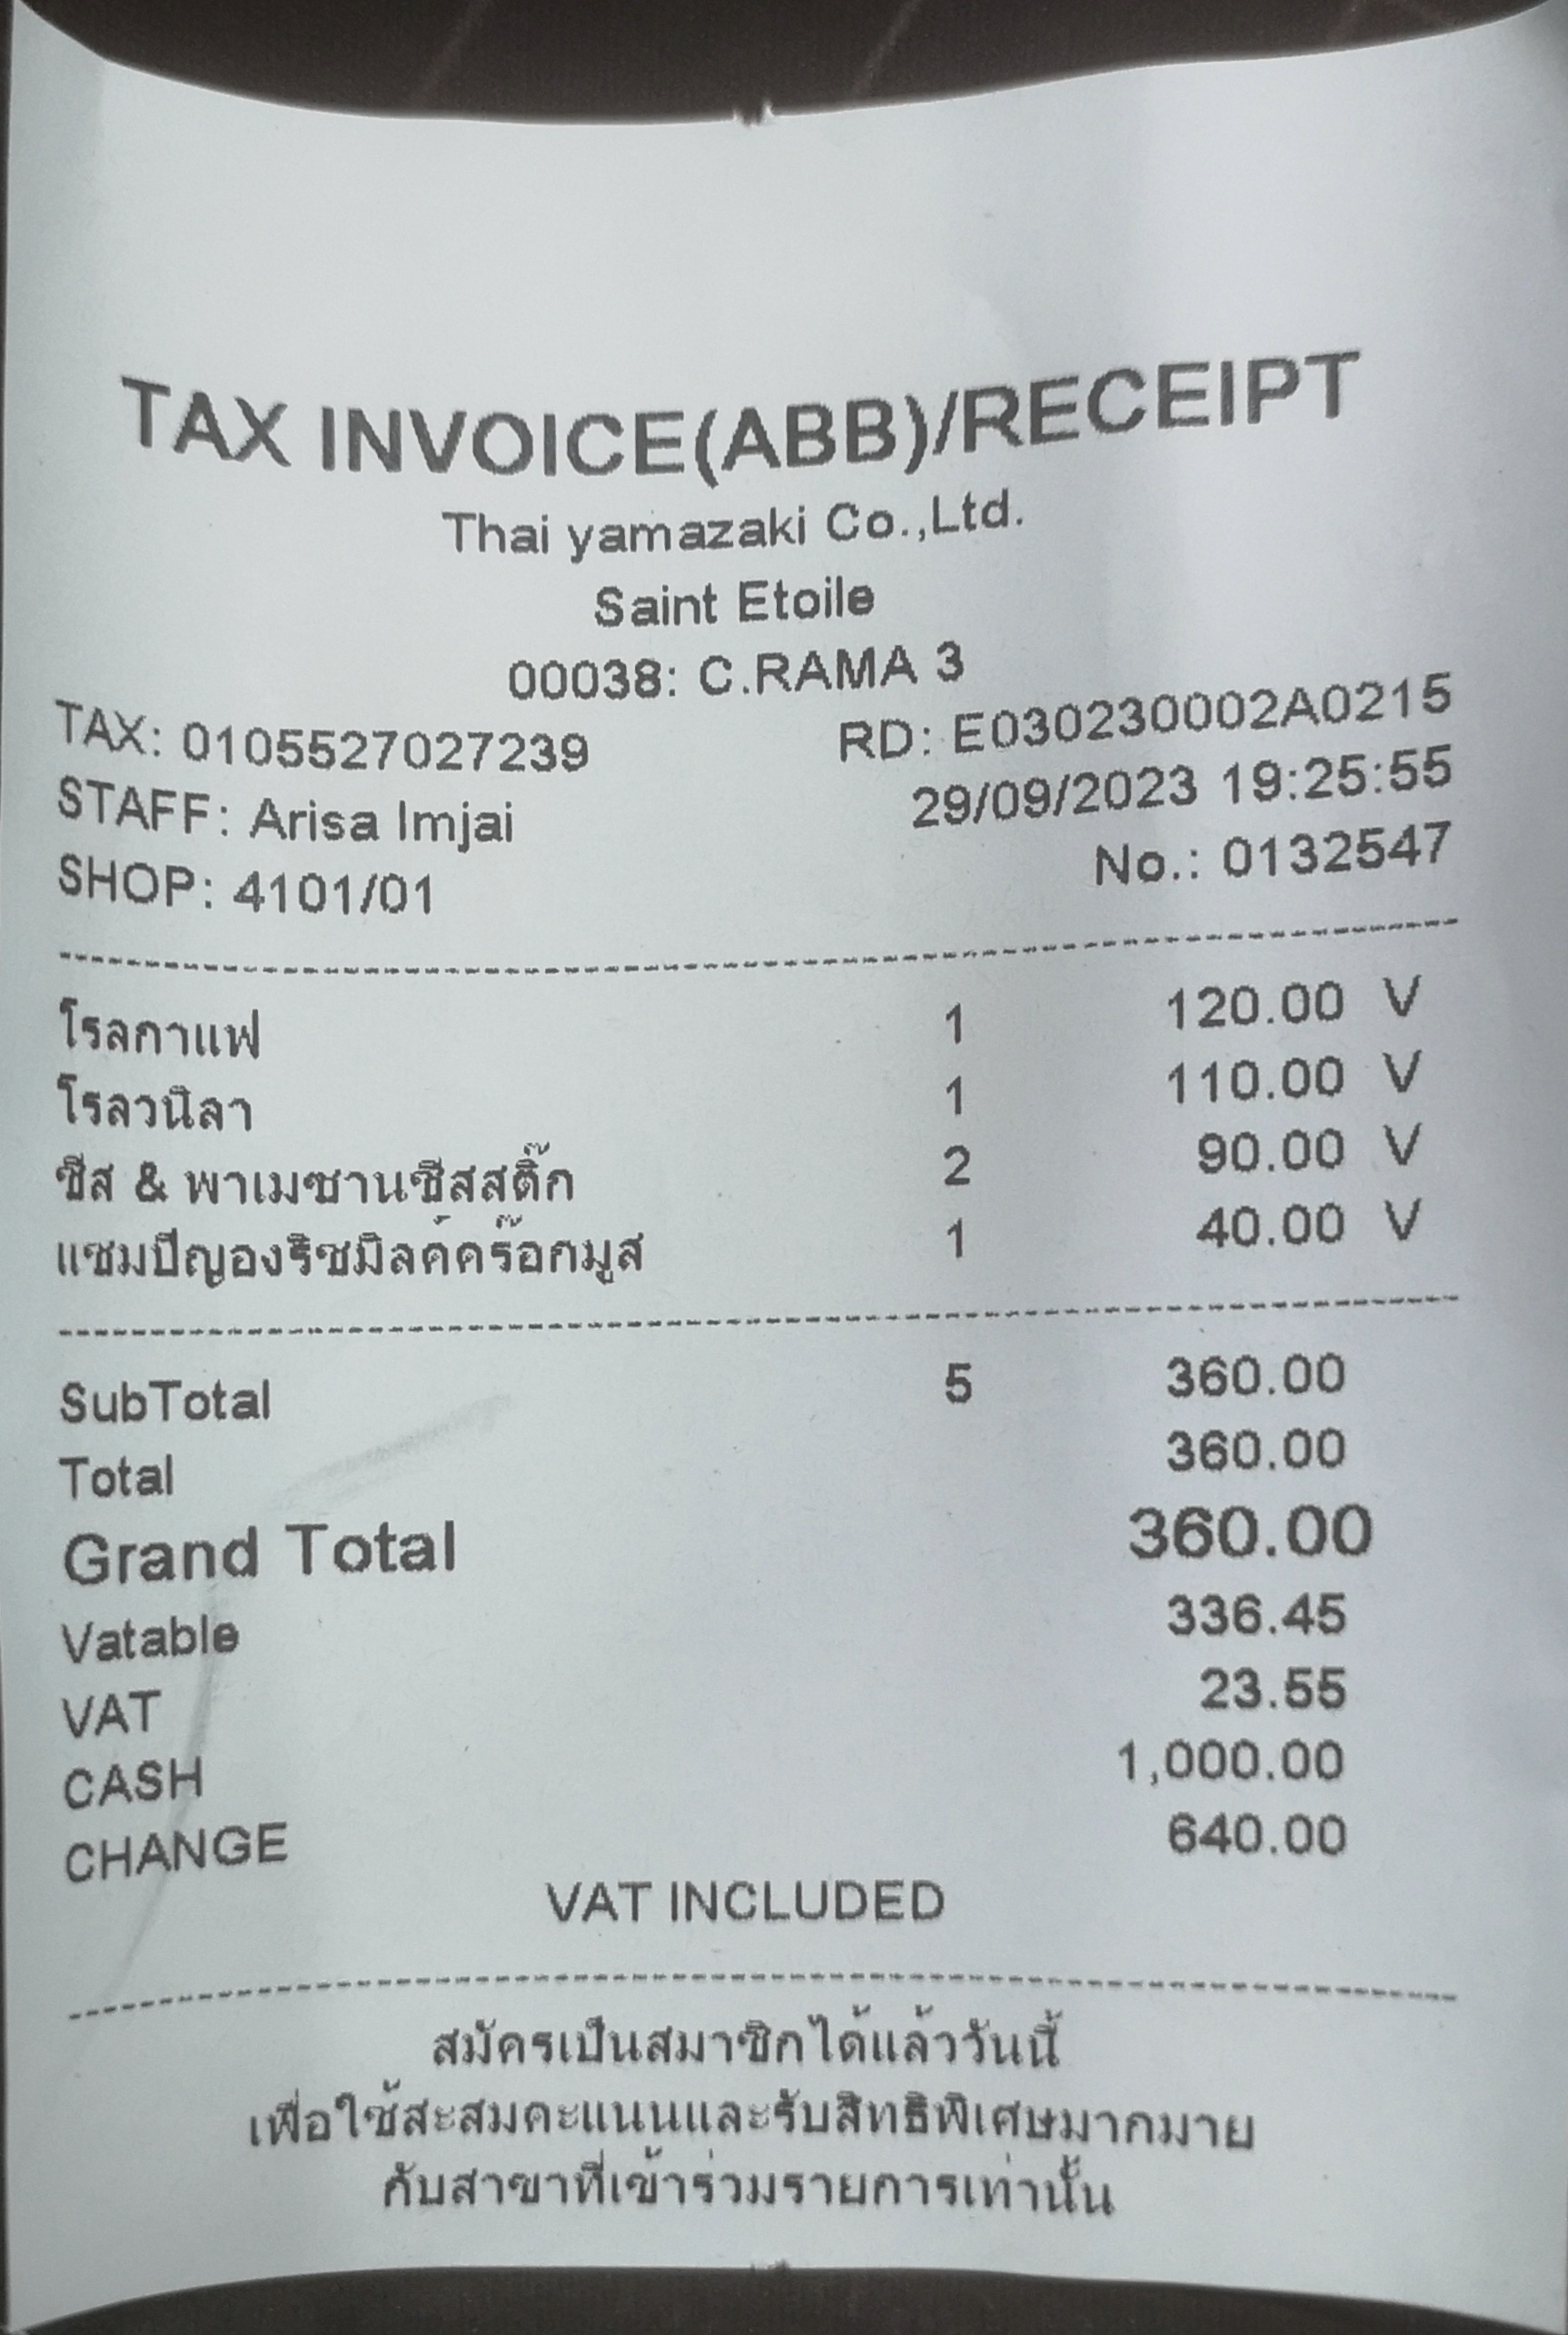 TAX INVOICE(ABB)/RECEIPT
Thai yamazaki Co.,Ltd.
Saint Etoile
00038: C.RAMA 3
TAX: 0105527027239 RD: E030230002A0215
STAFF: Arisa Imjai 29/09/2023 19:25:55
SHOP: 4101/01 No.: 0132547
โรลกาแฟ 1 120.00 V
โรลวนิลา 1 110.00 V
ชีส & พาเมซานชีสสติ๊ก 2 90.00 V
แชมปิญองริชมิลค์คร๊อกมูส 1 40.00 V
SubTotal 5 360.00
Total 360.00
Grand Total 360.00
Vatable 336.45
VAT 23.55
CASH 1,000.00
CHANGE 640.00
VAT INCLUDED
สมัครเป็นสมาชิกได้แล้ววันนี้
เพื่อใช้สะสมคะแนนและรับสิทธิพิเศษมากมาย
กับสาขาที่เข้าร่วมรายการเท่านั้น